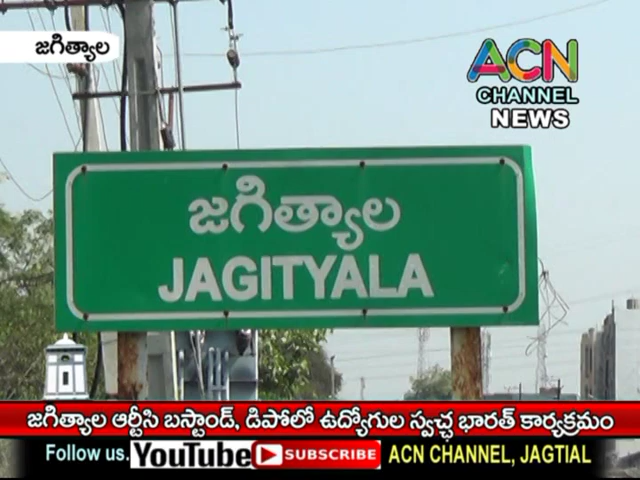 జగిత్యాల
ACN
CHANNEL
NEWS
జగిత్యాల
JAGITYALA
జగిత్యాల ఆర్టీసి బస్టాండ్, డిపోలో ఉద్యోగుల స్వచ్ఛ భారత్ కార్యక్రమం
Follow us. YouTube SUBSCRIBE ACN CHANNEL, JAGTIAL